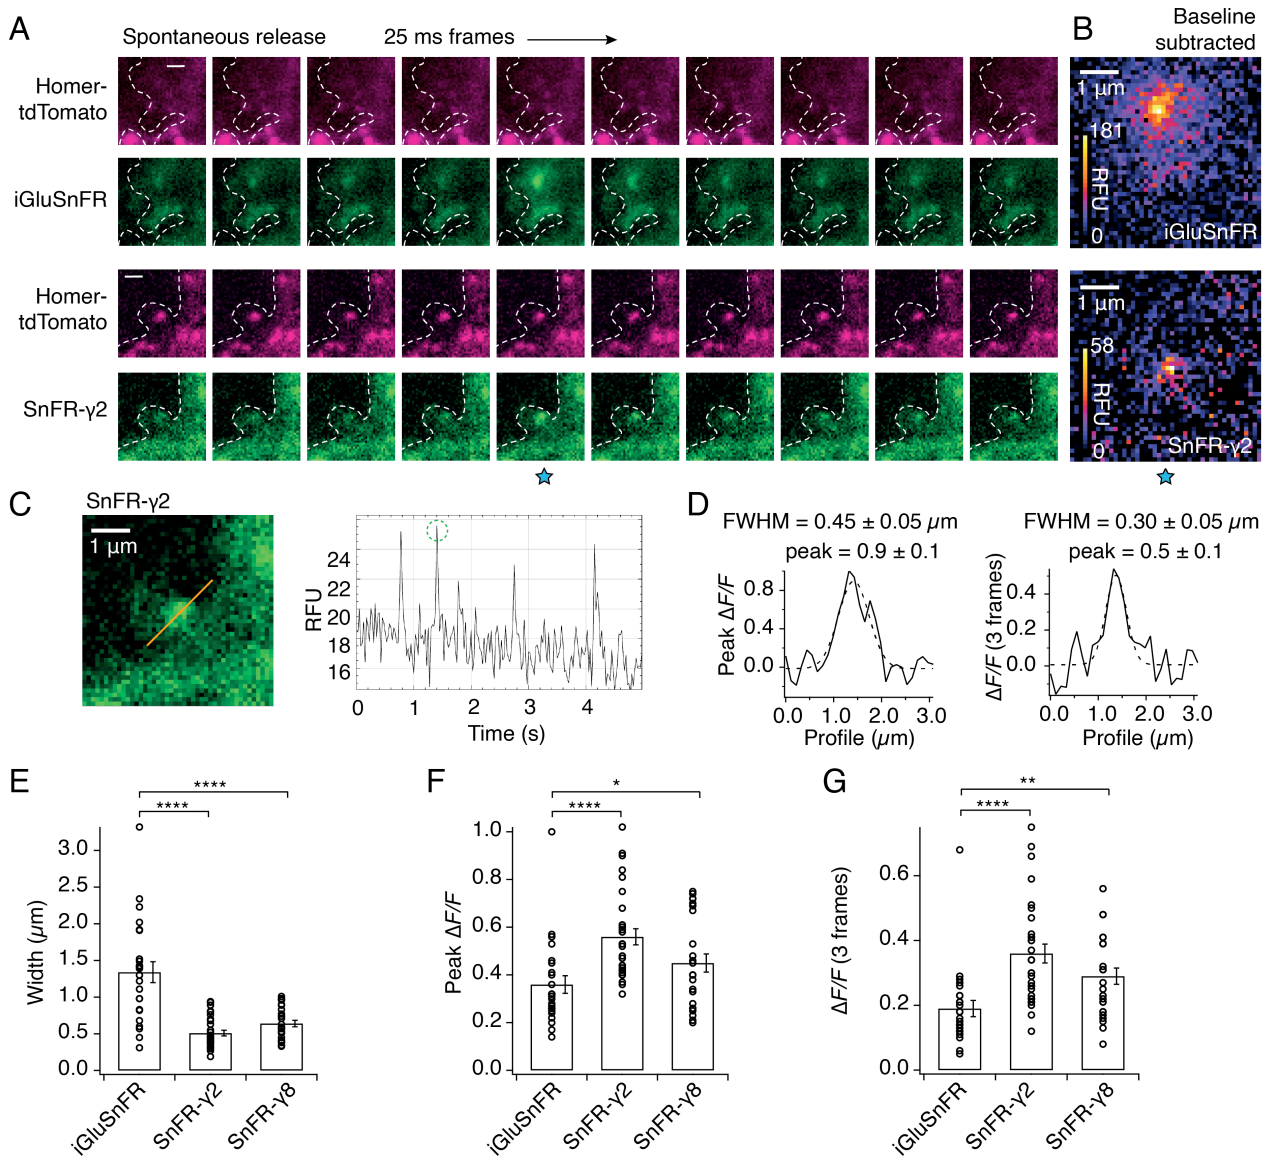 A
Spontaneous release
25 ms frames
Homer-
tdTomato
iGluSnFR
Homer-
tdTomato
SnFR-γ2
B
Baseline
subtracted
1 µm
181
RFU
0
iGluSnFR
1 µm
58
RFU
0
SnFR-γ2
C
SnFR-γ2
1 µm
RFU
24
22
20
18
16
0
1
2
3
4
Time (s)
D
FWHM = 0.45 ± 0.05 µm
peak = 0.9 ± 0.1
Peak ΔF/F
0.8
0.4
0.0
0.0
1.0
2.0
3.0
Profile (µm)
FWHM = 0.30 ± 0.05 µm
peak = 0.5 ± 0.1
ΔF/F (3 frames)
0.4
0.2
0.0
0.0
1.0
2.0
3.0
Profile (µm)
E
****
****
Width (µm)
3.0
2.5
2.0
1.5
1.0
0.5
0.0
iGluSnFR
SnFR-γ2
SnFR-γ8
F
*
****
Peak ΔF/F
1.0
0.8
0.6
0.4
0.2
0.0
iGluSnFR
SnFR-γ2
SnFR-γ8
G
**
****
ΔF/F (3 frames)
0.6
0.4
0.2
0.0
iGluSnFR
SnFR-γ2
SnFR-γ8